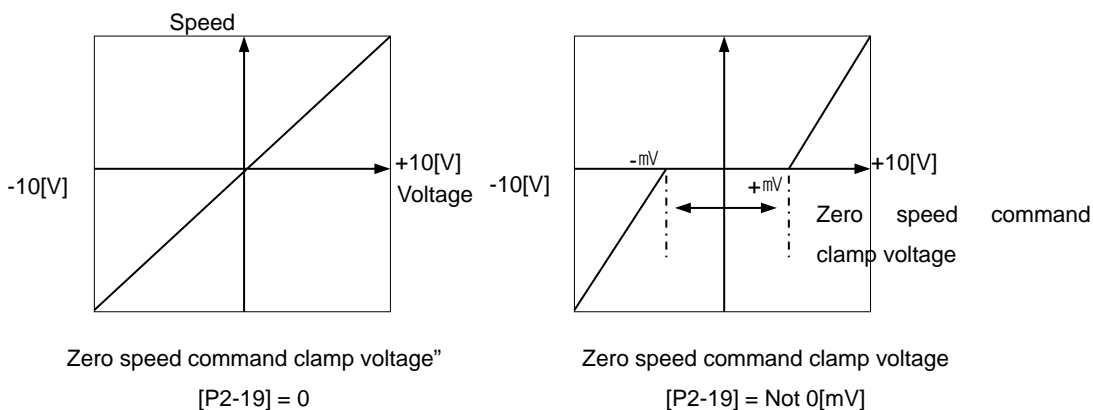 Speed
-10[V]
+10[V]
Voltage
-10[V]
-㎷
+㎷
+10[V]
Zero speed command
clamp voltage
Zero speed command clamp voltage”
[P2-19] = 0
Zero speed command clamp voltage
[P2-19] = Not 0[mV]